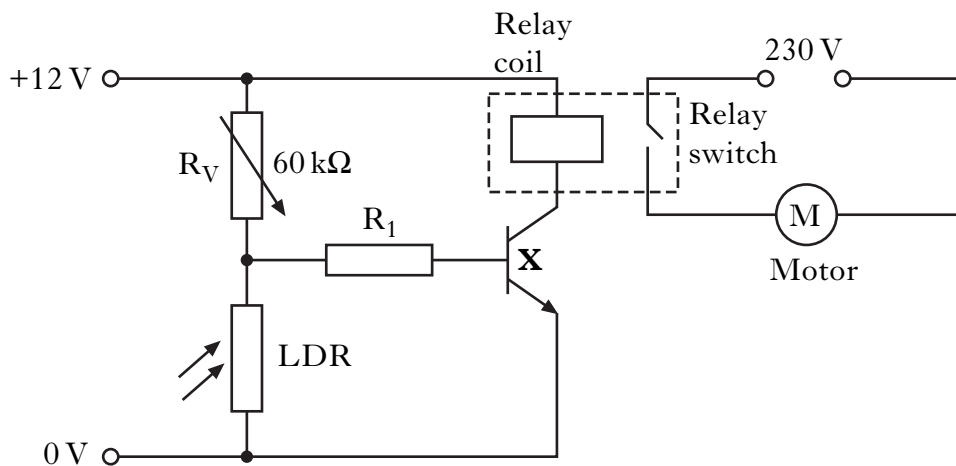 Relay
coil
230 V
+12 V
Relay
switch
R_V
60 kΩ
R_1
X
M
Motor
LDR
0 V